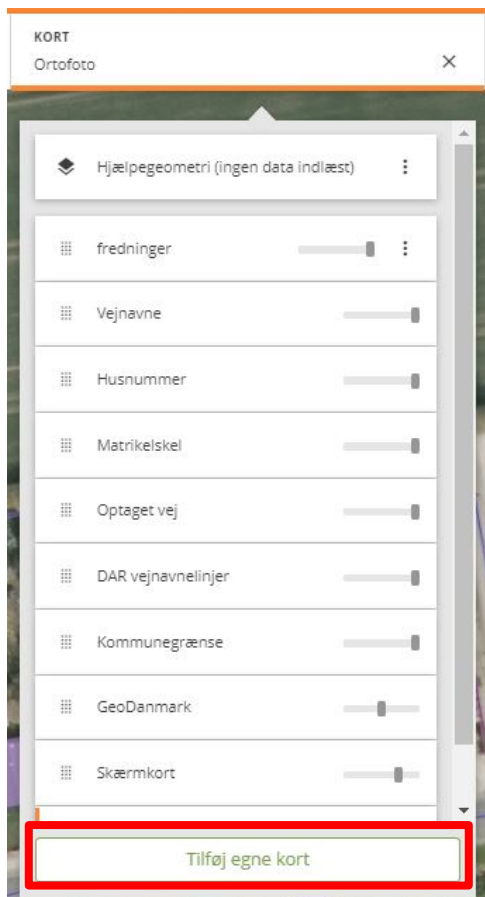 KORT
Ortofoto
Hjælpegeometri (ingen data indlæst)
fredninger
Vejnavne
Husnummer
Matrikelskel
Optaget vej
DAR vejnavnelinjer
Kommunegrænse
GeoDanmark
Skærmkort
Tilføj egne kort